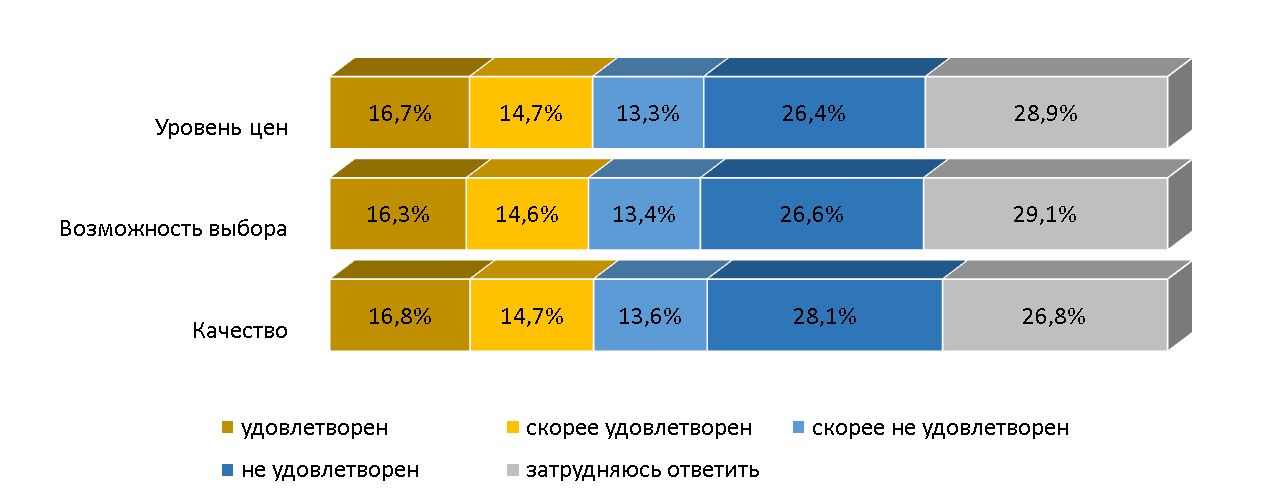 Уровень цен
16,7% 14,7% 13,3% 26,4% 28,9%
Возможность выбора
16,3% 14,6% 13,4% 26,6% 29,1%
Качество
16,8% 14,7% 13,6% 28,1% 26,8%
удовлетворен скорее удовлетворен скорее не удовлетворен
не удовлетворен затрудняюсь ответить